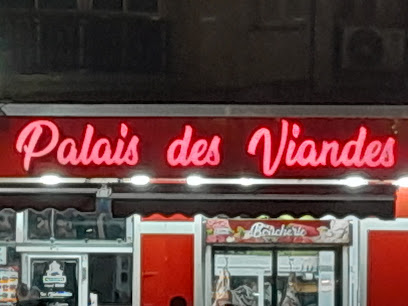 Palais des Viandes
Boucherie